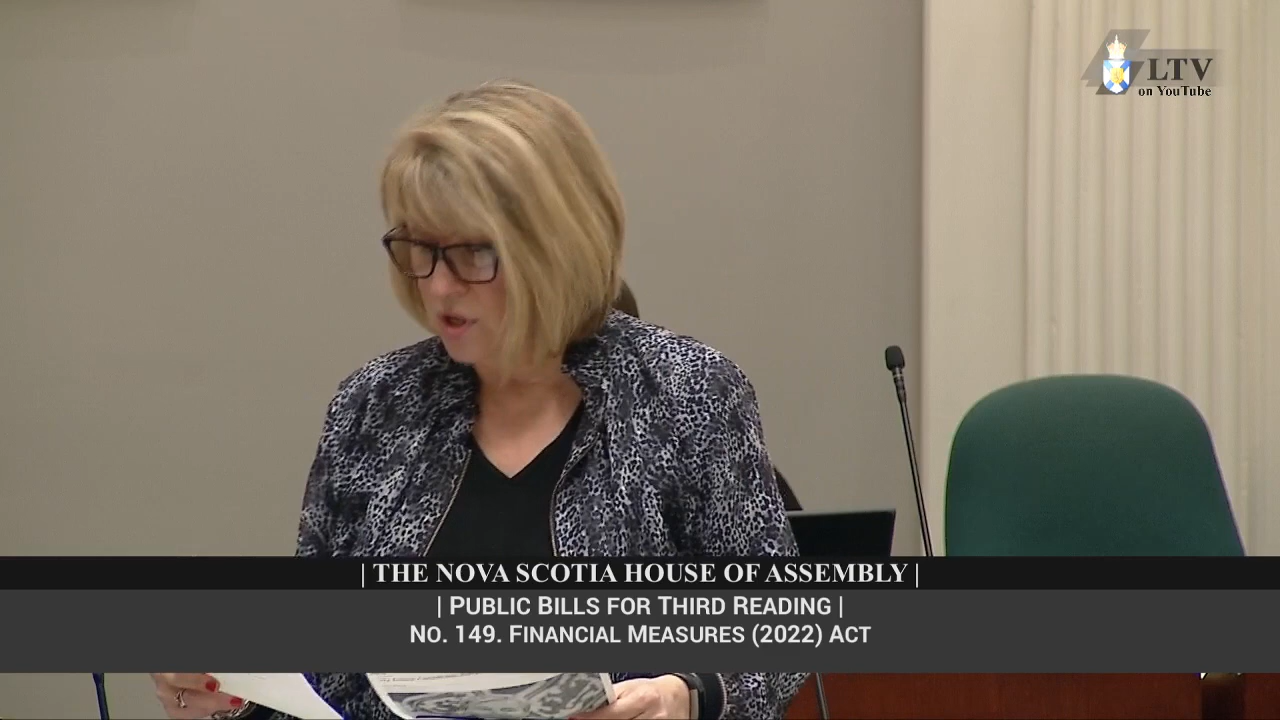 LTV
on YouTube
| THE NOVA SCOTIA HOUSE OF ASSEMBLY |
| PUBLIC BILLS FOR THIRD READING |
NO. 149. FINANCIAL MEASURES (2022) ACT